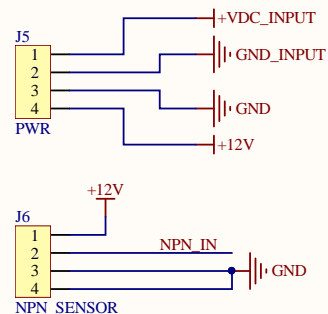 +VDC_INPUT
J5
1
GND_INPUT
2
3
GND
4
PWR
+12V
+12V
J6
1
NPN_IN
2
3
GND
4
NPN_SENSOR